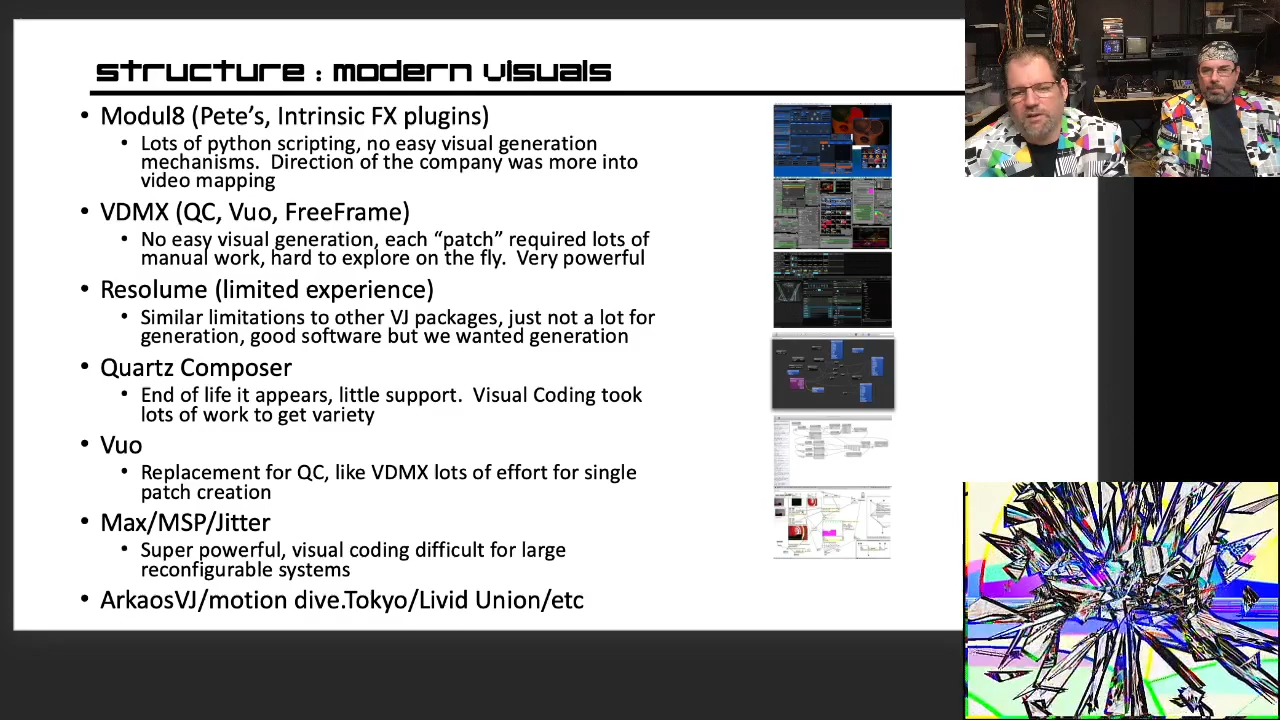 structure : modern visuals
• Modul8 (Pete's, Intrinsic FX plugins)
• Lots of python scripting, no easy visual generation
mechanisms. Direction of the company was more into
video mapping
• VDMX (QC, Vuo, FreeFrame)
• No easy visual generation, each “patch” required lots of
manual work, hard to explore on the fly. Very powerful
• Resolume (limited experience)
• Similar limitations to other VJ packages, just not a lot for
generation, good software but we wanted generation
• Quartz Composer
• End of life it appears, little support. Visual Coding took
lots of work to get variety
• Vuo
• Replacement for QC, like VDMX lots of effort for single
patch creation
• Max/MSP/Jitter
• Super powerful, visual coding difficult for large
reconfigurable systems
• ArkaosVJ/motion dive.Tokyo/Livid Union/etc